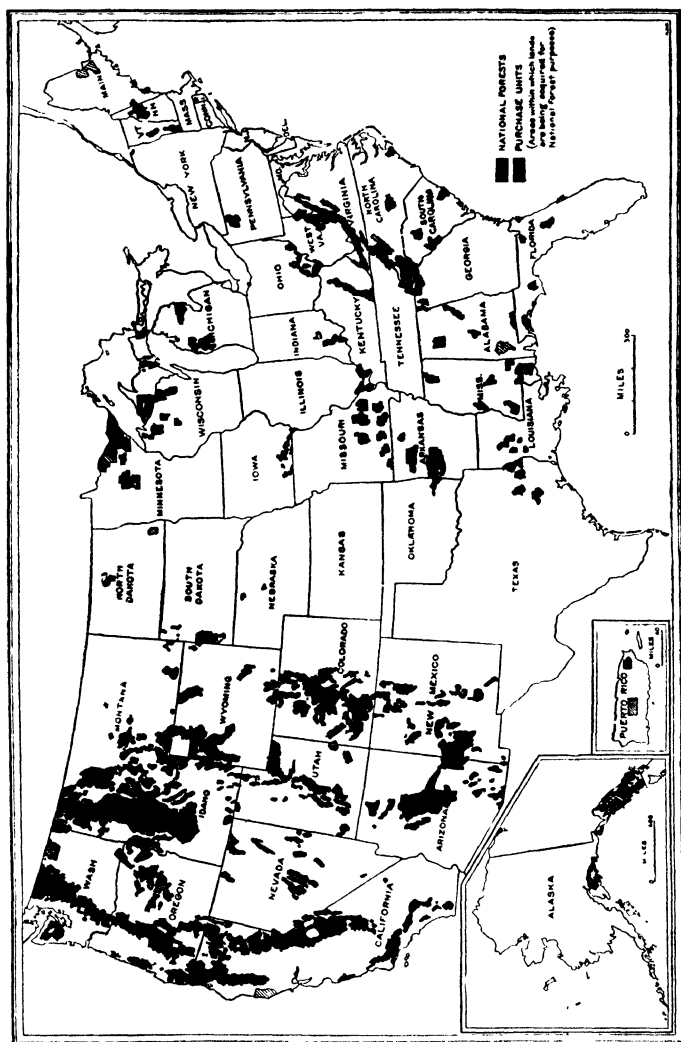 WASH
OREGON
CALIFORNIA
NEVADA
IDAHO
MONTANA
WYOMING
UTAH
ARIZONA
COLORADO
NEW MEXICO
NORTH
DAKOTA
SOUTH
DAKOTA
NEBRASKA
KANSAS
OKLAHOMA
TEXAS
MINNESOTA
IOWA
MISSOURI
ARKANSAS
LOUISIANA
WISCONSIN
ILLINOIS
MICHIGAN
INDIANA
OHIO
KENTUCKY
TENNESSEE
MISS.
ALABAMA
GEORGIA
FLORIDA
SOUTH
CAROLINA
NORTH
CAROLINA
VIRGINIA
WEST
VA.
PENNSYLVANIA
NEW YORK
VT
N H
MAINE
MASS
CONN.
MD.
DEL.
NATIONAL FORESTS
PURCHASE UNITS
(Areas within which lands
are being acquired for
National Forest purposes)
0 300
MILES
ALASKA
MILES
PUERTO RICO
MILES